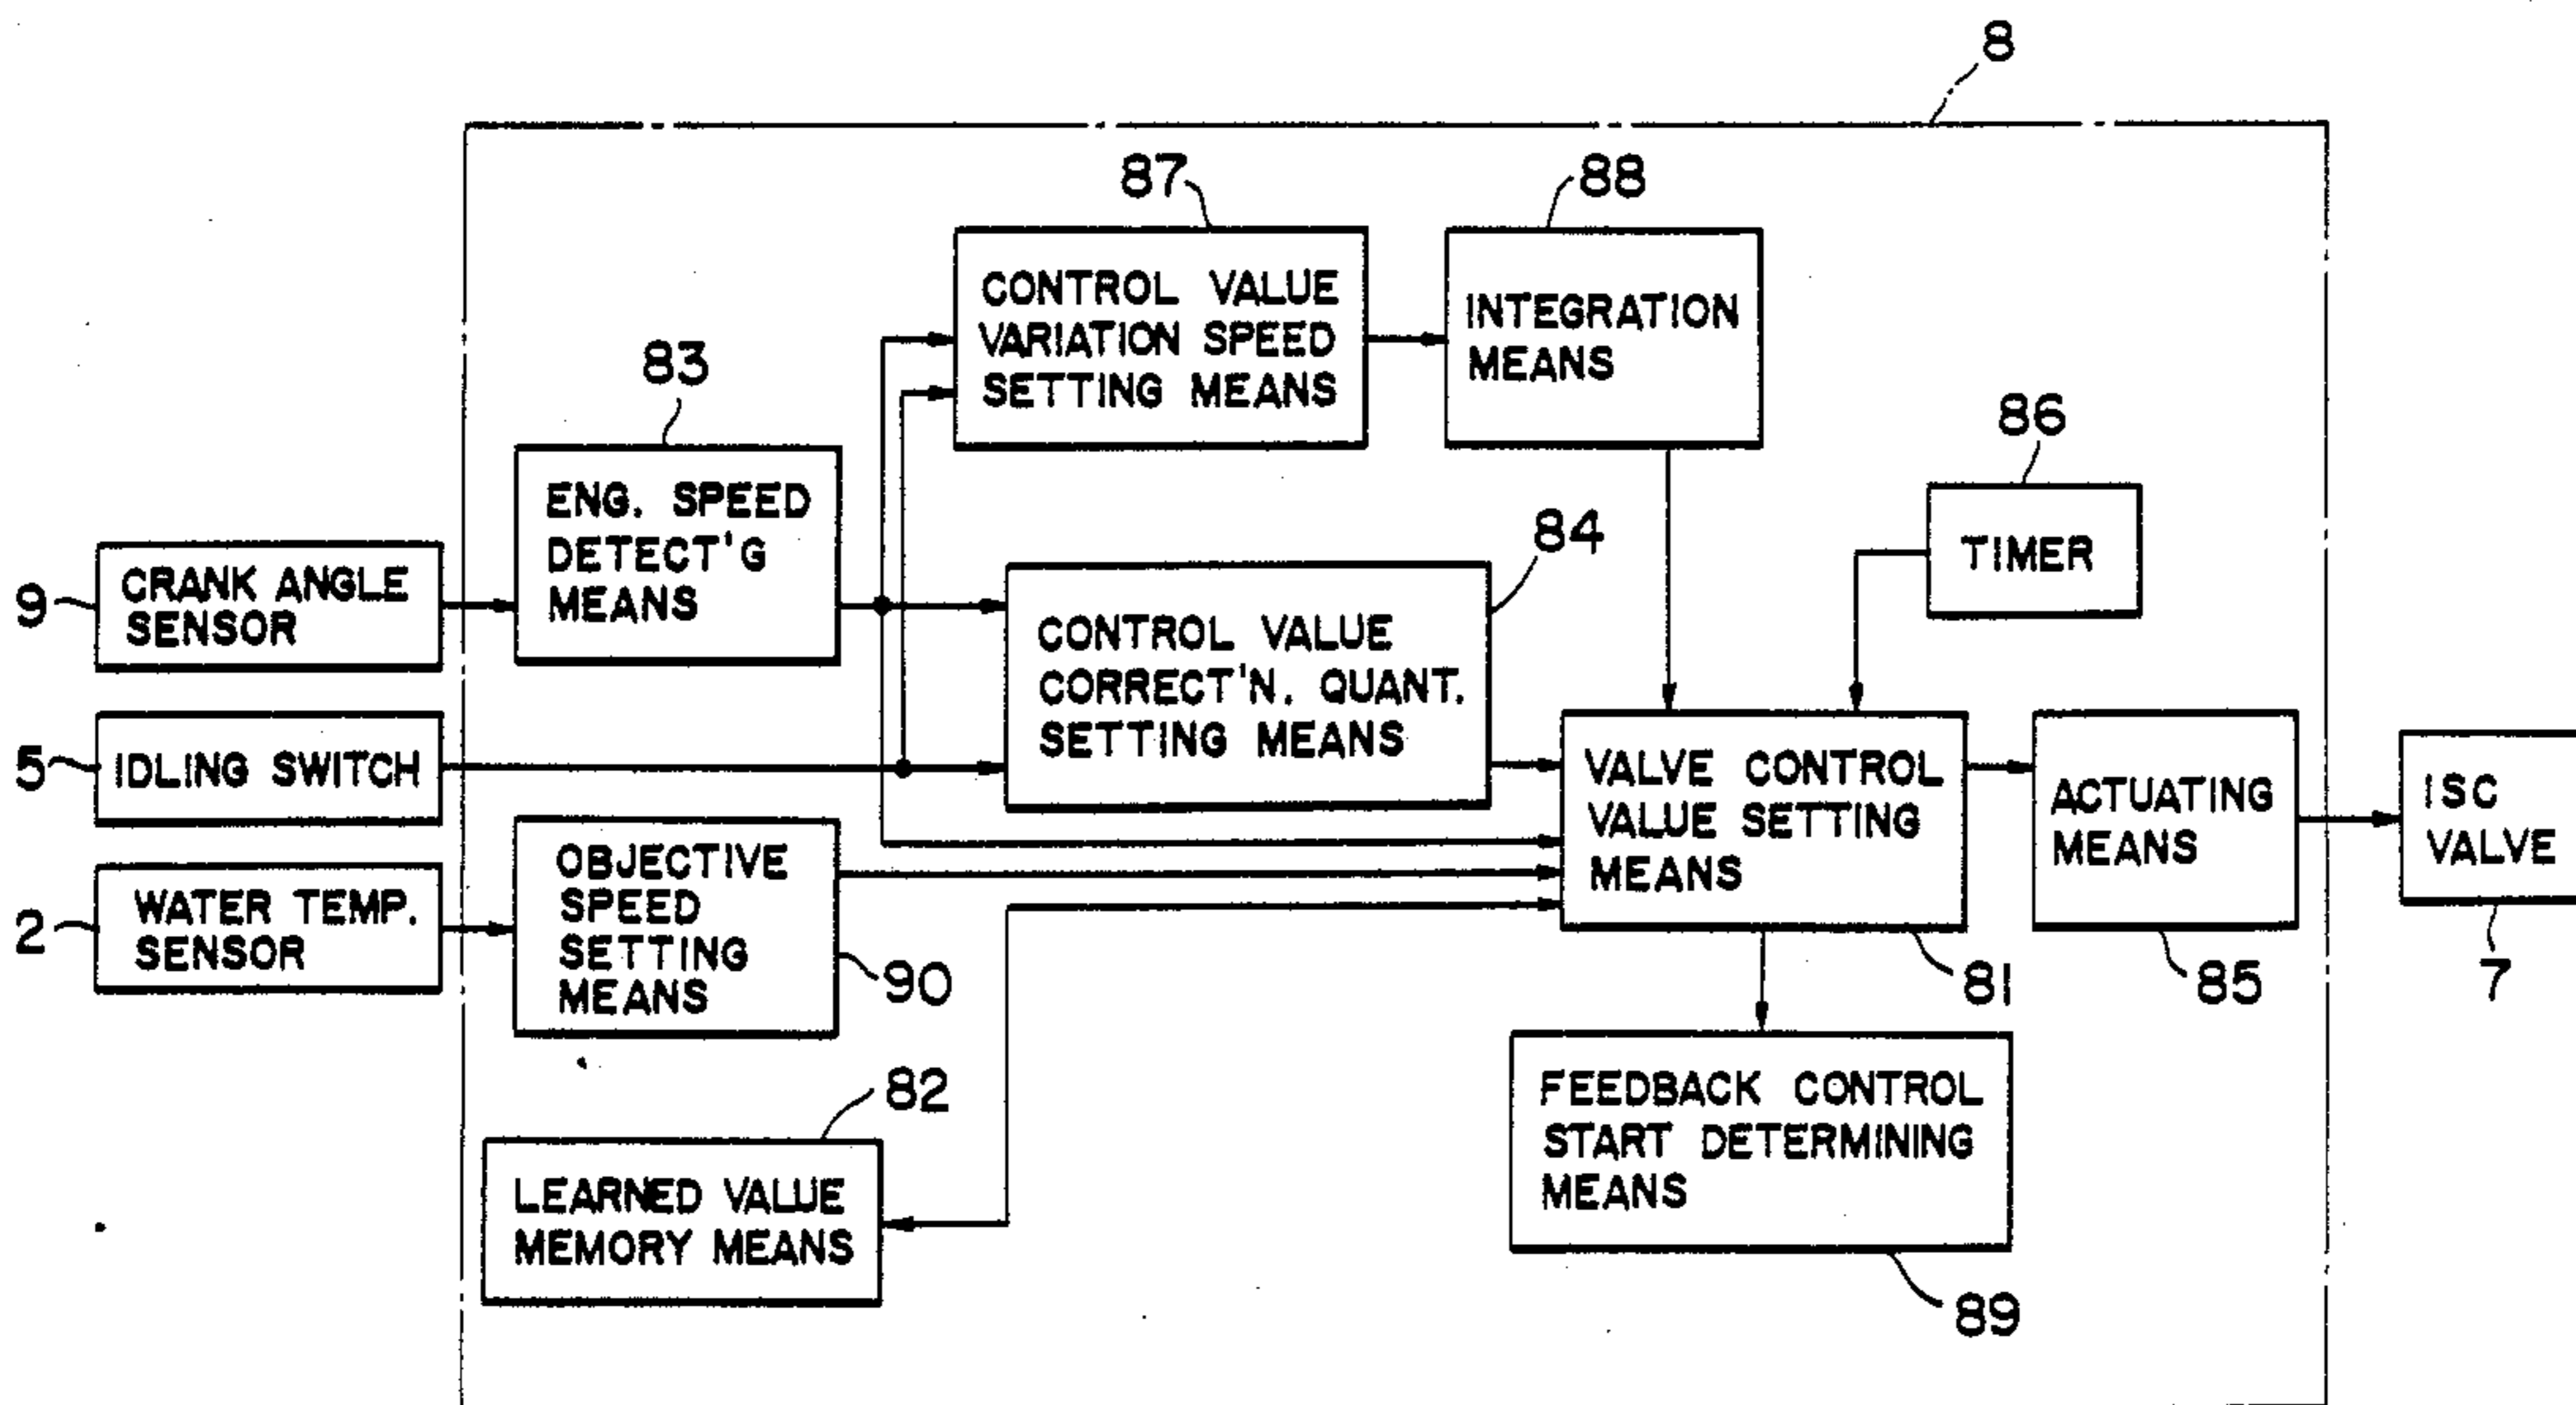 8
87
CONTROL VALUE
VARIATION SPEED
SETTING MEANS
88
INTEGRATION
MEANS
83
ENG. SPEED
DETECT'G
MEANS
86
TIMER
84
CONTROL VALUE
CORRECT'N. QUANT.
SETTING MEANS
9
CRANK ANGLE
SENSOR
5
IDLING SWITCH
2
WATER TEMP.
SENSOR
OBJECTIVE
SPEED
SETTING
MEANS
90
VALVE CONTROL
VALUE SETTING
MEANS
81
ACTUATING
MEANS
85
ISC
VALVE
7
82
LEARNED VALUE
MEMORY MEANS
FEEDBACK CONTROL
START DETERMINING
MEANS
89